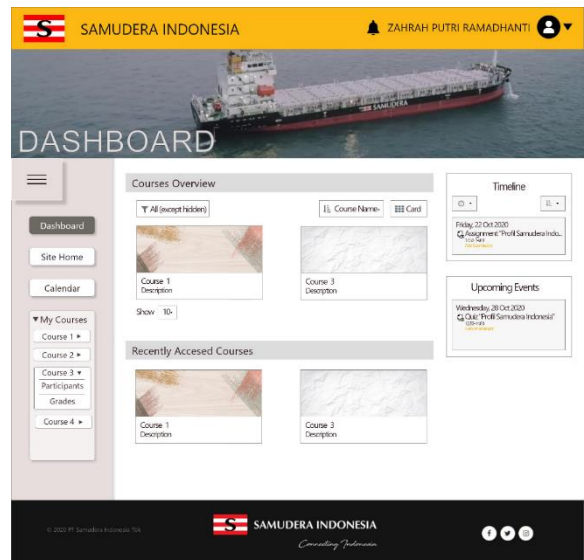 S SAMUDERA INDONESIA
ZAHRAH PUTRI RAMADHANTI
SAMUDERA
DASHBOARD
Dashboard
Site Home
Calendar
My Courses
Course 1
Course 2
Course 3
Participants
Grades
Course 4
Courses Overview
All (except hidden)
Course Name
Card
Course 1
Description
Course 3
Description
Show 10
Recently Accesed Courses
Course 1
Description
Course 3
Description
Timeline
Friday, 22 Oct 2020
Assignment "Profil Samudera Indo...
Upcoming Events
Wednesday, 28 Oct 2020
Quiz "Profil Samudera Indonesia"
© 2020 PT Samudera Indonesia Tbk
S SAMUDERA INDONESIA
Connecting Indonesia